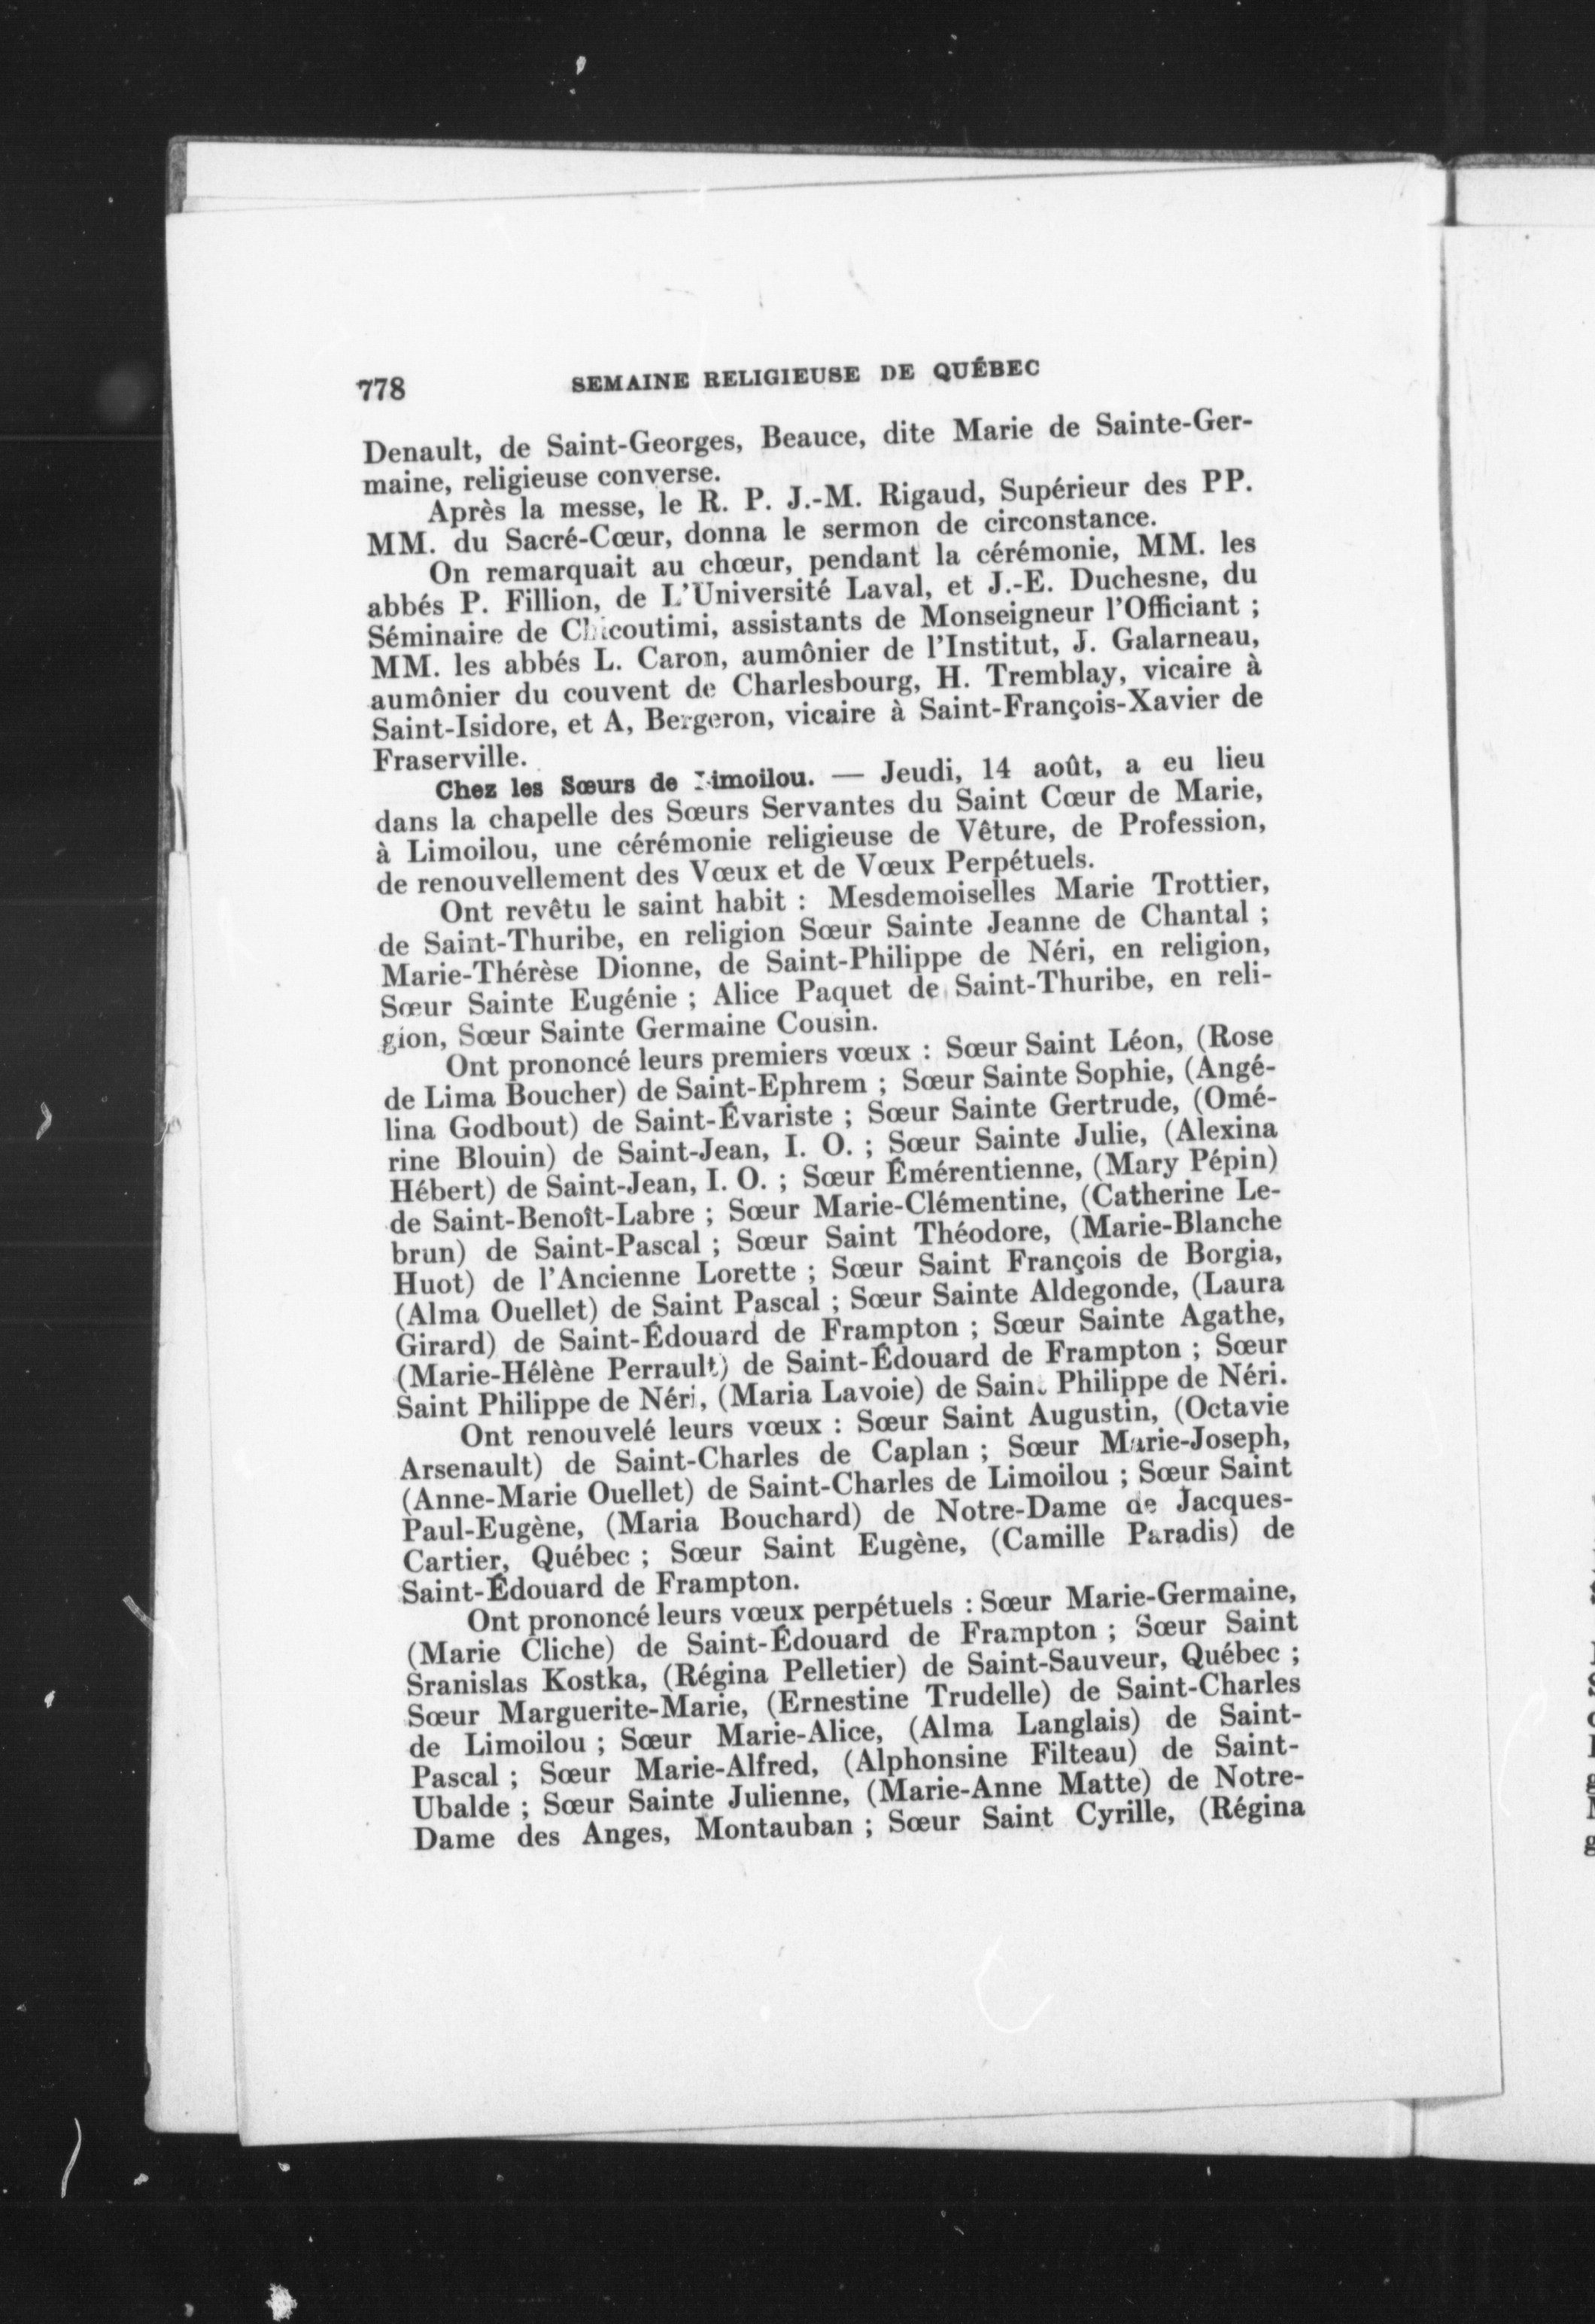 778 SEMAINE RELIGIEUSE DE QUÉBEC
Denault, de Saint-Georges, Beauce, dite Marie de Sainte-Ger-
maine, religieuse converse.
Après la messe, le R. P. J.-M. Rigaud, Supérieur des PP.
MM. du Sacré-Cœur, donna le sermon de circonstance.
On remarquait au chœur, pendant la cérémonie, MM. les
abbés P. Fillion, de L'Université Laval, et J.-E. Duchesne, du
Séminaire de Chicoutimi, assistants de Monseigneur l'Officiant ;
MM. les abbés L. Caron, aumônier de l'Institut, J. Galarneau,
aumônier du couvent de Charlesbourg, H. Tremblay, vicaire à
Saint-Isidore, et A, Bergeron, vicaire à Saint-François-Xavier de
Fraserville.
Chez les Sœurs de Limoilou. — Jeudi, 14 août, a eu lieu
dans la chapelle des Sœurs Servantes du Saint Cœur de Marie,
à Limoilou, une cérémonie religieuse de Vêture, de Profession,
de renouvellement des Vœux et de Vœux Perpétuels.
Ont revêtu le saint habit : Mesdemoiselles Marie Trottier,
de Saint-Thuribe, en religion Sœur Sainte Jeanne de Chantal ;
Marie-Thérèse Dionne, de Saint-Philippe de Néri, en religion,
Sœur Sainte Eugénie ; Alice Paquet de Saint-Thuribe, en reli-
gion, Sœur Sainte Germaine Cousin.
Ont prononcé leurs premiers vœux : Sœur Saint Léon, (Rose
de Lima Boucher) de Saint-Ephrem ; Sœur Sainte Sophie, (Angé-
lina Godbout) de Saint-Évariste ; Sœur Sainte Gertrude, (Omé-
rine Blouin) de Saint-Jean, I. O. ; Sœur Sainte Julie, (Alexina
Hébert) de Saint-Jean, I. O. ; Sœur Émérentienne, (Mary Pépin)
de Saint-Benoît-Labre ; Sœur Marie-Clémentine, (Catherine Le-
brun) de Saint-Pascal ; Sœur Saint Théodore, (Marie-Blanche
Huot) de l'Ancienne Lorette ; Sœur Saint François de Borgia,
(Alma Ouellet) de Saint Pascal ; Sœur Sainte Aldegonde, (Laura
Girard) de Saint-Édouard de Frampton ; Sœur Sainte Agathe,
(Marie-Hélène Perrault) de Saint-Édouard de Frampton ; Sœur
Saint Philippe de Néri, (Maria Lavoie) de Saint Philippe de Néri.
Ont renouvelé leurs vœux : Sœur Saint Augustin, (Octavie
Arsenault) de Saint-Charles de Caplan ; Sœur Marie-Joseph,
(Anne-Marie Ouellet) de Saint-Charles de Limoilou ; Sœur Saint
Paul-Eugène, (Maria Bouchard) de Notre-Dame de Jacques-
Cartier, Québec ; Sœur Saint Eugène, (Camille Paradis) de
Saint-Édouard de Frampton.
Ont prononcé leurs vœux perpétuels : Sœur Marie-Germaine,
(Marie Cliche) de Saint-Édouard de Frampton ; Sœur Saint
Sranislas Kostka, (Régina Pelletier) de Saint-Sauveur, Québec ;
Sœur Marguerite-Marie, (Ernestine Trudelle) de Saint-Charles
de Limoilou ; Sœur Marie-Alice, (Alma Langlais) de Saint-
Pascal ; Sœur Marie-Alfred, (Alphonsine Filteau) de Saint-
Ubalde ; Sœur Sainte Julienne, (Marie-Anne Matte) de Notre-
Dame des Anges, Montauban ; Sœur Saint Cyrille, (Régina